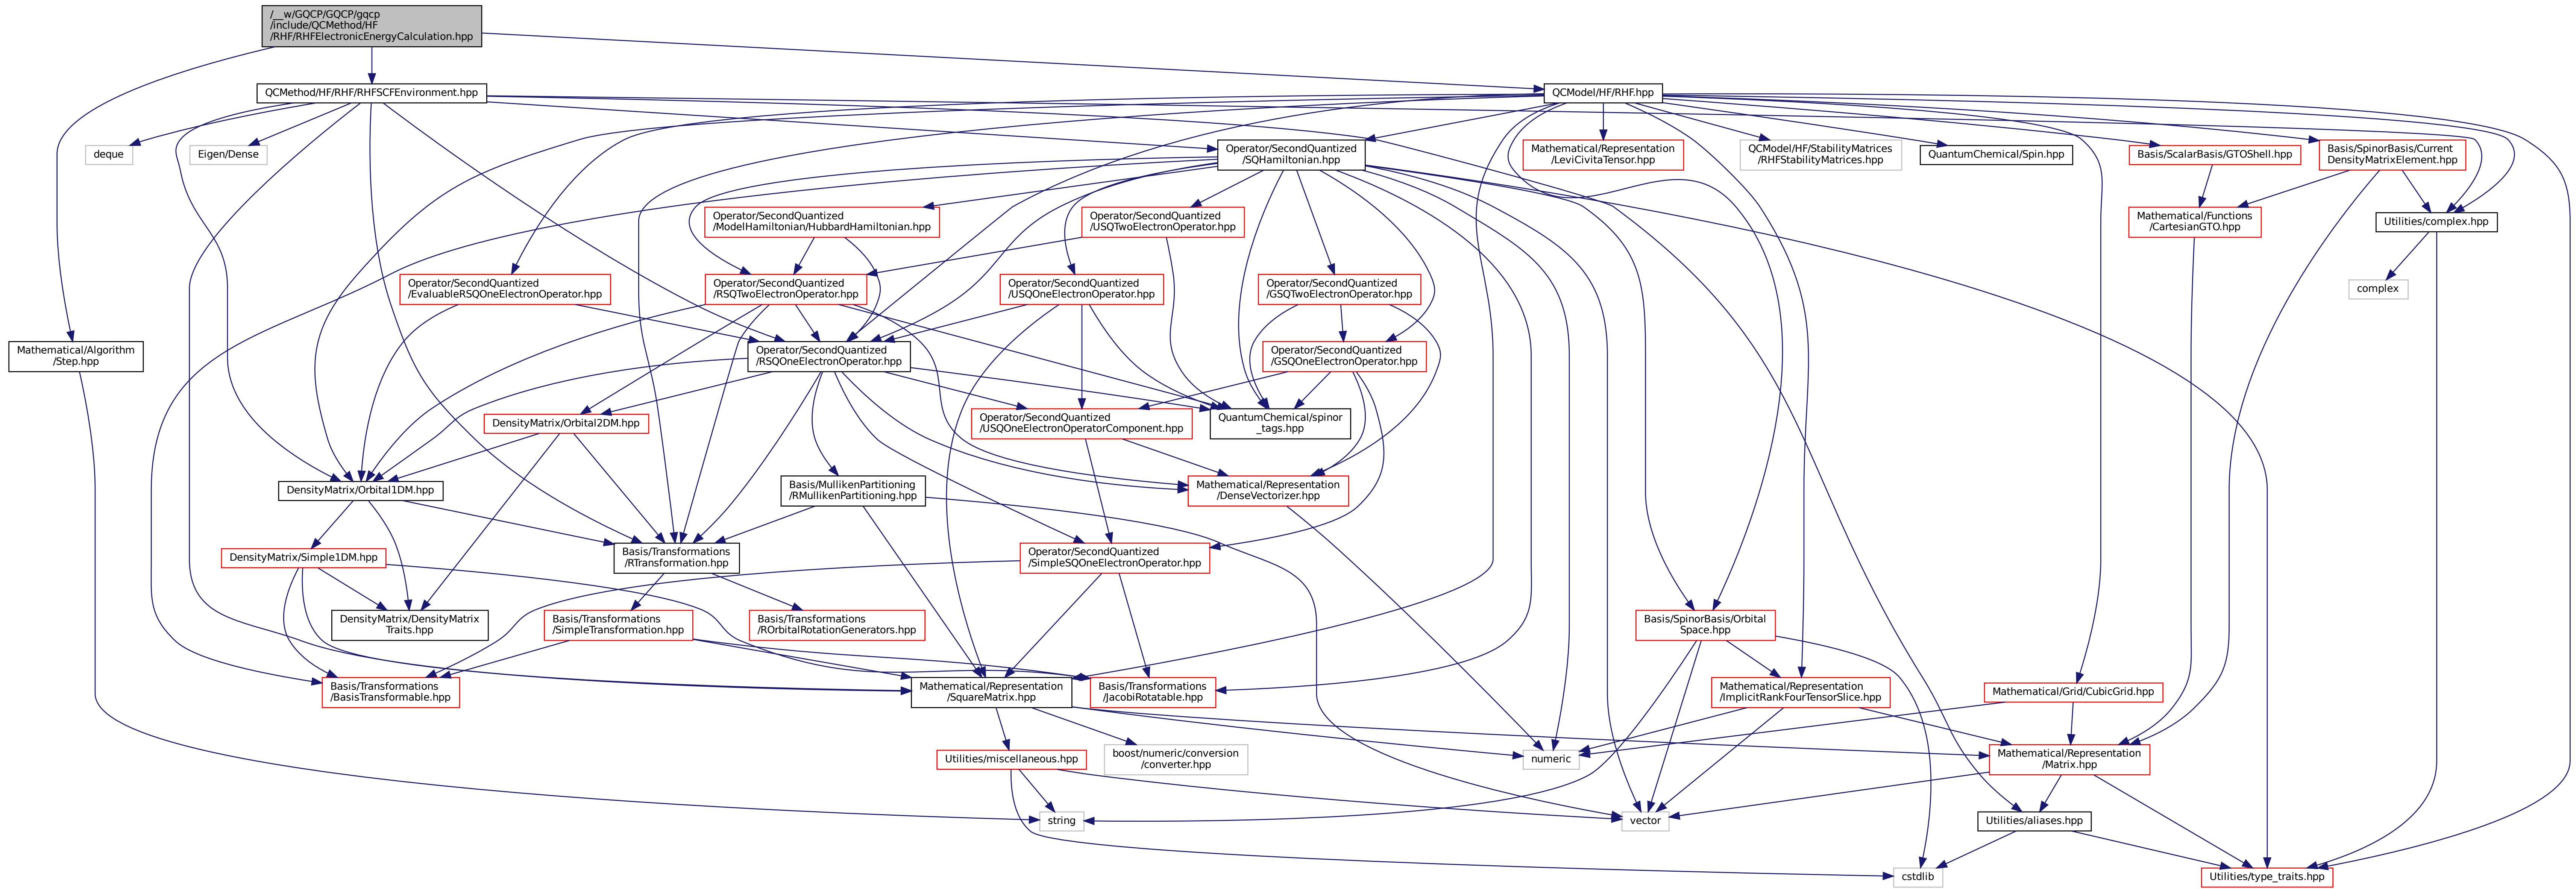 /__w/GQCP/GQCP/gqcp
/include/QCMethod/HF
/RHF/RHFElectronicEnergyCalculation.hpp
QCMethod/HF/RHF/RHFSCFEnvironment.hpp
QCModel/HF/RHF.hpp
deque
Eigen/Dense
Operator/SecondQuantized
/SQHamiltonian.hpp
Mathematical/Representation
/LeviCivitaTensor.hpp
QCModel/HF/StabilityMatrices
/RHFStabilityMatrices.hpp
QuantumChemical/Spin.hpp
Basis/ScalarBasis/GTOShell.hpp
Basis/SpinorBasis/Current
DensityMatrixElement.hpp
Operator/SecondQuantized
/ModelHamiltonian/HubbardHamiltonian.hpp
Operator/SecondQuantized
/USQTwoElectronOperator.hpp
Mathematical/Functions
/CartesianGTO.hpp
Utilities/complex.hpp
Operator/SecondQuantized
/EvaluableRSQOneElectronOperator.hpp
Operator/SecondQuantized
/RSQTwoElectronOperator.hpp
Operator/SecondQuantized
/USQOneElectronOperator.hpp
Operator/SecondQuantized
/GSQTwoElectronOperator.hpp
complex
Mathematical/Algorithm
/Step.hpp
Operator/SecondQuantized
/RSQOneElectronOperator.hpp
Operator/SecondQuantized
/GSQOneElectronOperator.hpp
DensityMatrix/Orbital2DM.hpp
Operator/SecondQuantized
/USQOneElectronOperatorComponent.hpp
QuantumChemical/spinor
_tags.hpp
DensityMatrix/Orbital1DM.hpp
Basis/MullikenPartitioning
/RMullikenPartitioning.hpp
Mathematical/Representation
/DenseVectorizer.hpp
DensityMatrix/Simple1DM.hpp
Basis/Transformations
/RTransformation.hpp
Operator/SecondQuantized
/SimpleSQOneElectronOperator.hpp
DensityMatrix/DensityMatrix
Traits.hpp
Basis/Transformations
/SimpleTransformation.hpp
Basis/Transformations
/ROrbitalRotationGenerators.hpp
Basis/SpinorBasis/Orbital
Space.hpp
Basis/Transformations
/BasisTransformable.hpp
Mathematical/Representation
/SquareMatrix.hpp
Basis/Transformations
/JacobiRotatable.hpp
Mathematical/Representation
/ImplicitRankFourTensorSlice.hpp
Mathematical/Grid/CubicGrid.hpp
Utilities/miscellaneous.hpp
boost/numeric/conversion
/converter.hpp
numeric
Mathematical/Representation
/Matrix.hpp
string
vector
Utilities/aliases.hpp
cstdlib
Utilities/type_traits.hpp